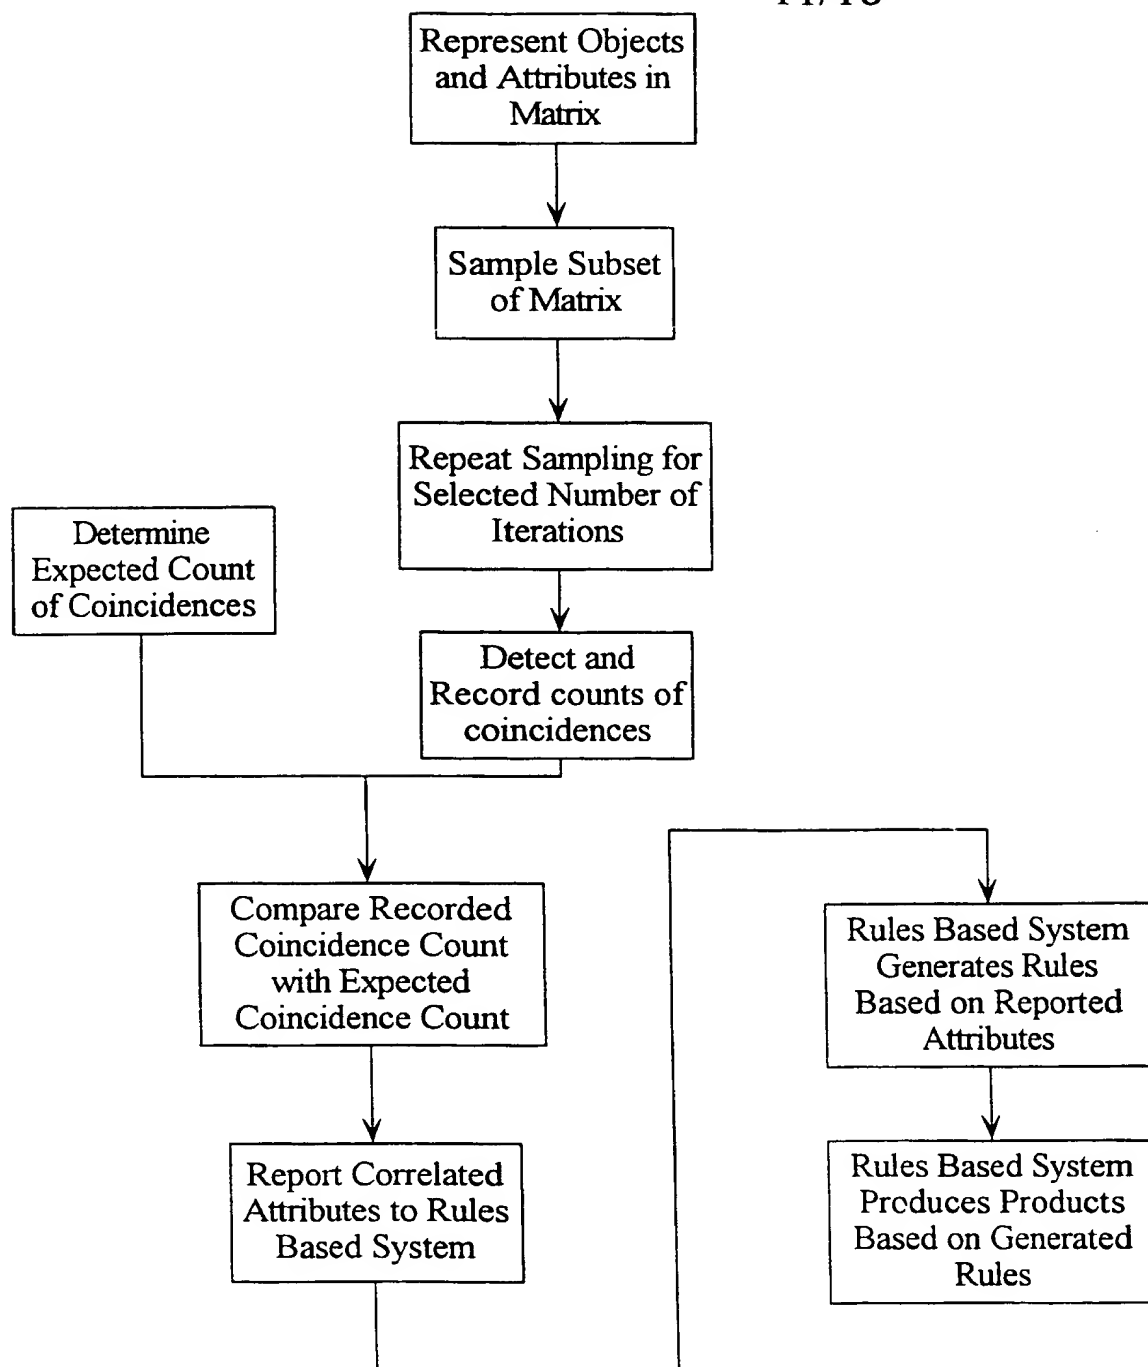 Represent Objects
and Attributes in
Matrix
Sample Subset
of Matrix
Repeat Sampling for
Selected Number of
Iterations
Determine
Expected Count
of Coincidences
Detect and
Record counts of
coincidences
Compare Recorded
Coincidence Count
with Expected
Coincidence Count
Report Correlated
Attributes to Rules
Based System
Rules Based System
Generates Rules
Based on Reported
Attributes
Rules Based System
Produces Products
Based on Generated
Rules